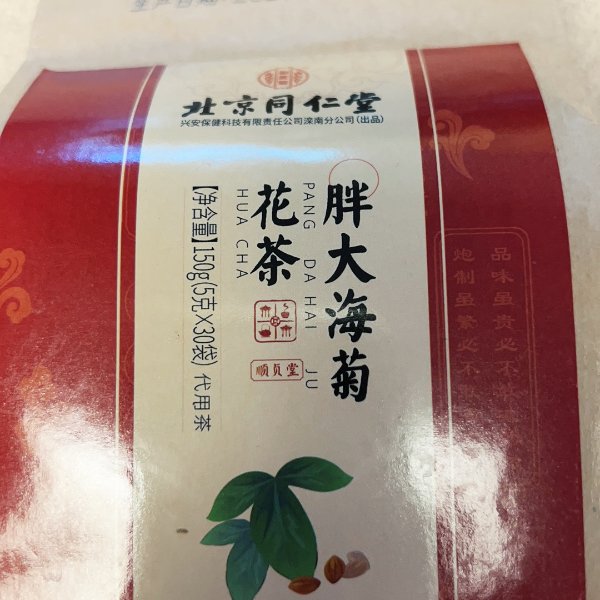 北京同仁堂
兴安保健科技有限责任公司滦南分公司(出品)
胖大海菊
PANG DA HAI JU
花茶
HUA CHA
顺贝堂
【净含量】150g(5克×30袋) 代用茶
品味虽贵必不
炮制虽繁必不